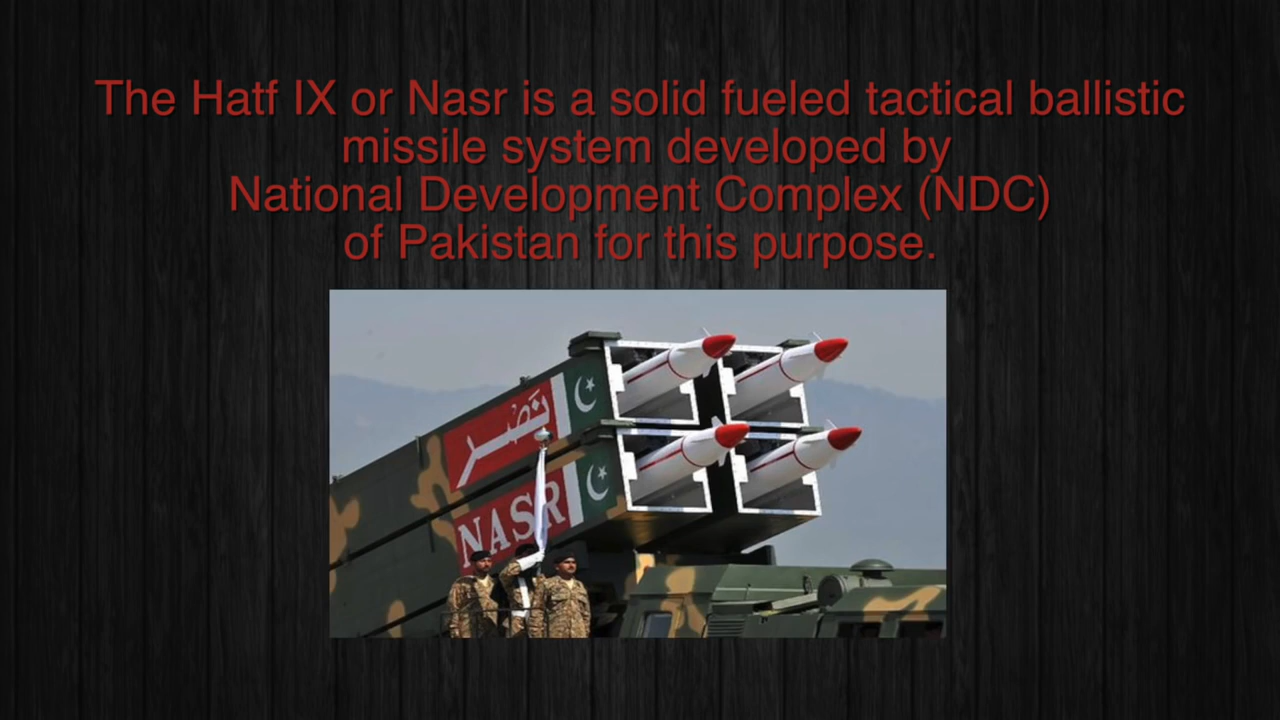 The Hatf IX or Nasr is a solid fueled tactical ballistic
missile system developed by
National Development Complex (NDC)
of Pakistan for this purpose.
نَصْر
NASR